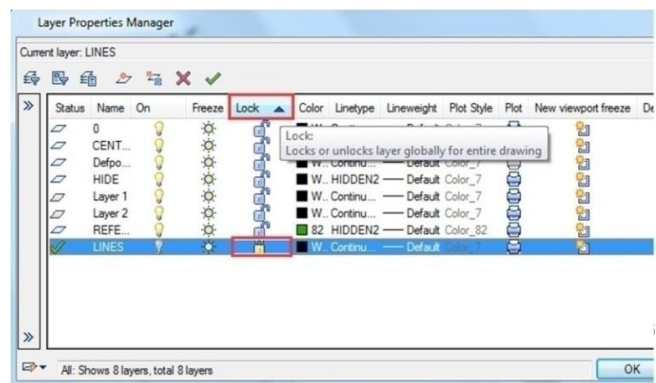 Layer Properties Manager
Current layer: LINES
Status Name On Freeze Lock Color Linetype Lineweight Plot Style Plot New viewport freeze De
0
Lock:
CENT...
Locks or unlocks layer globally for entire drawing
Defpo... W.. Continu... Default Color_7
HIDE W.. HIDDEN2 Default Color_7
Layer 1 W.. Continu... Default Color_7
Layer 2 W.. Continu... Default Color_7
REFE... 82 HIDDEN2 Default Color_82
LINES W.. Continu... Default Color_7
All: Shows 8 layers, total 8 layers
OK